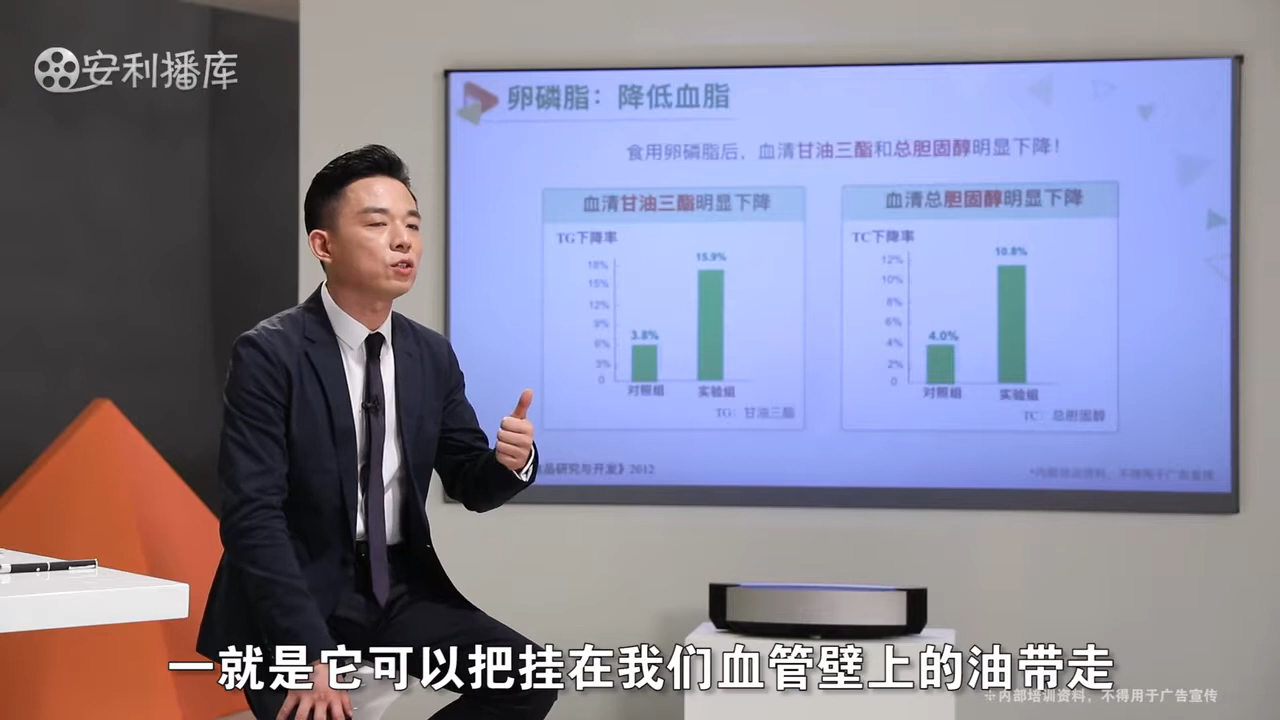 安利播库
卵磷脂：降低血脂
食用卵磷脂后，血清甘油三酯和总胆固醇明显下降！
血清甘油三酯明显下降
TG下降率
18%
15%
12%
9%
6%
3%
0
3.8%
15.9%
对照组
实验组
TG：甘油三酯
血清总胆固醇明显下降
TC下降率
12%
10%
8%
6%
4%
2%
0
4.0%
10.8%
对照组
实验组
TC：总胆固醇
品研究与开发》2012
*内部培训资料，不得用于广告宣传
一就是它可以把挂在我们血管壁上的油带走
※内部培训资料，不得用于广告宣传